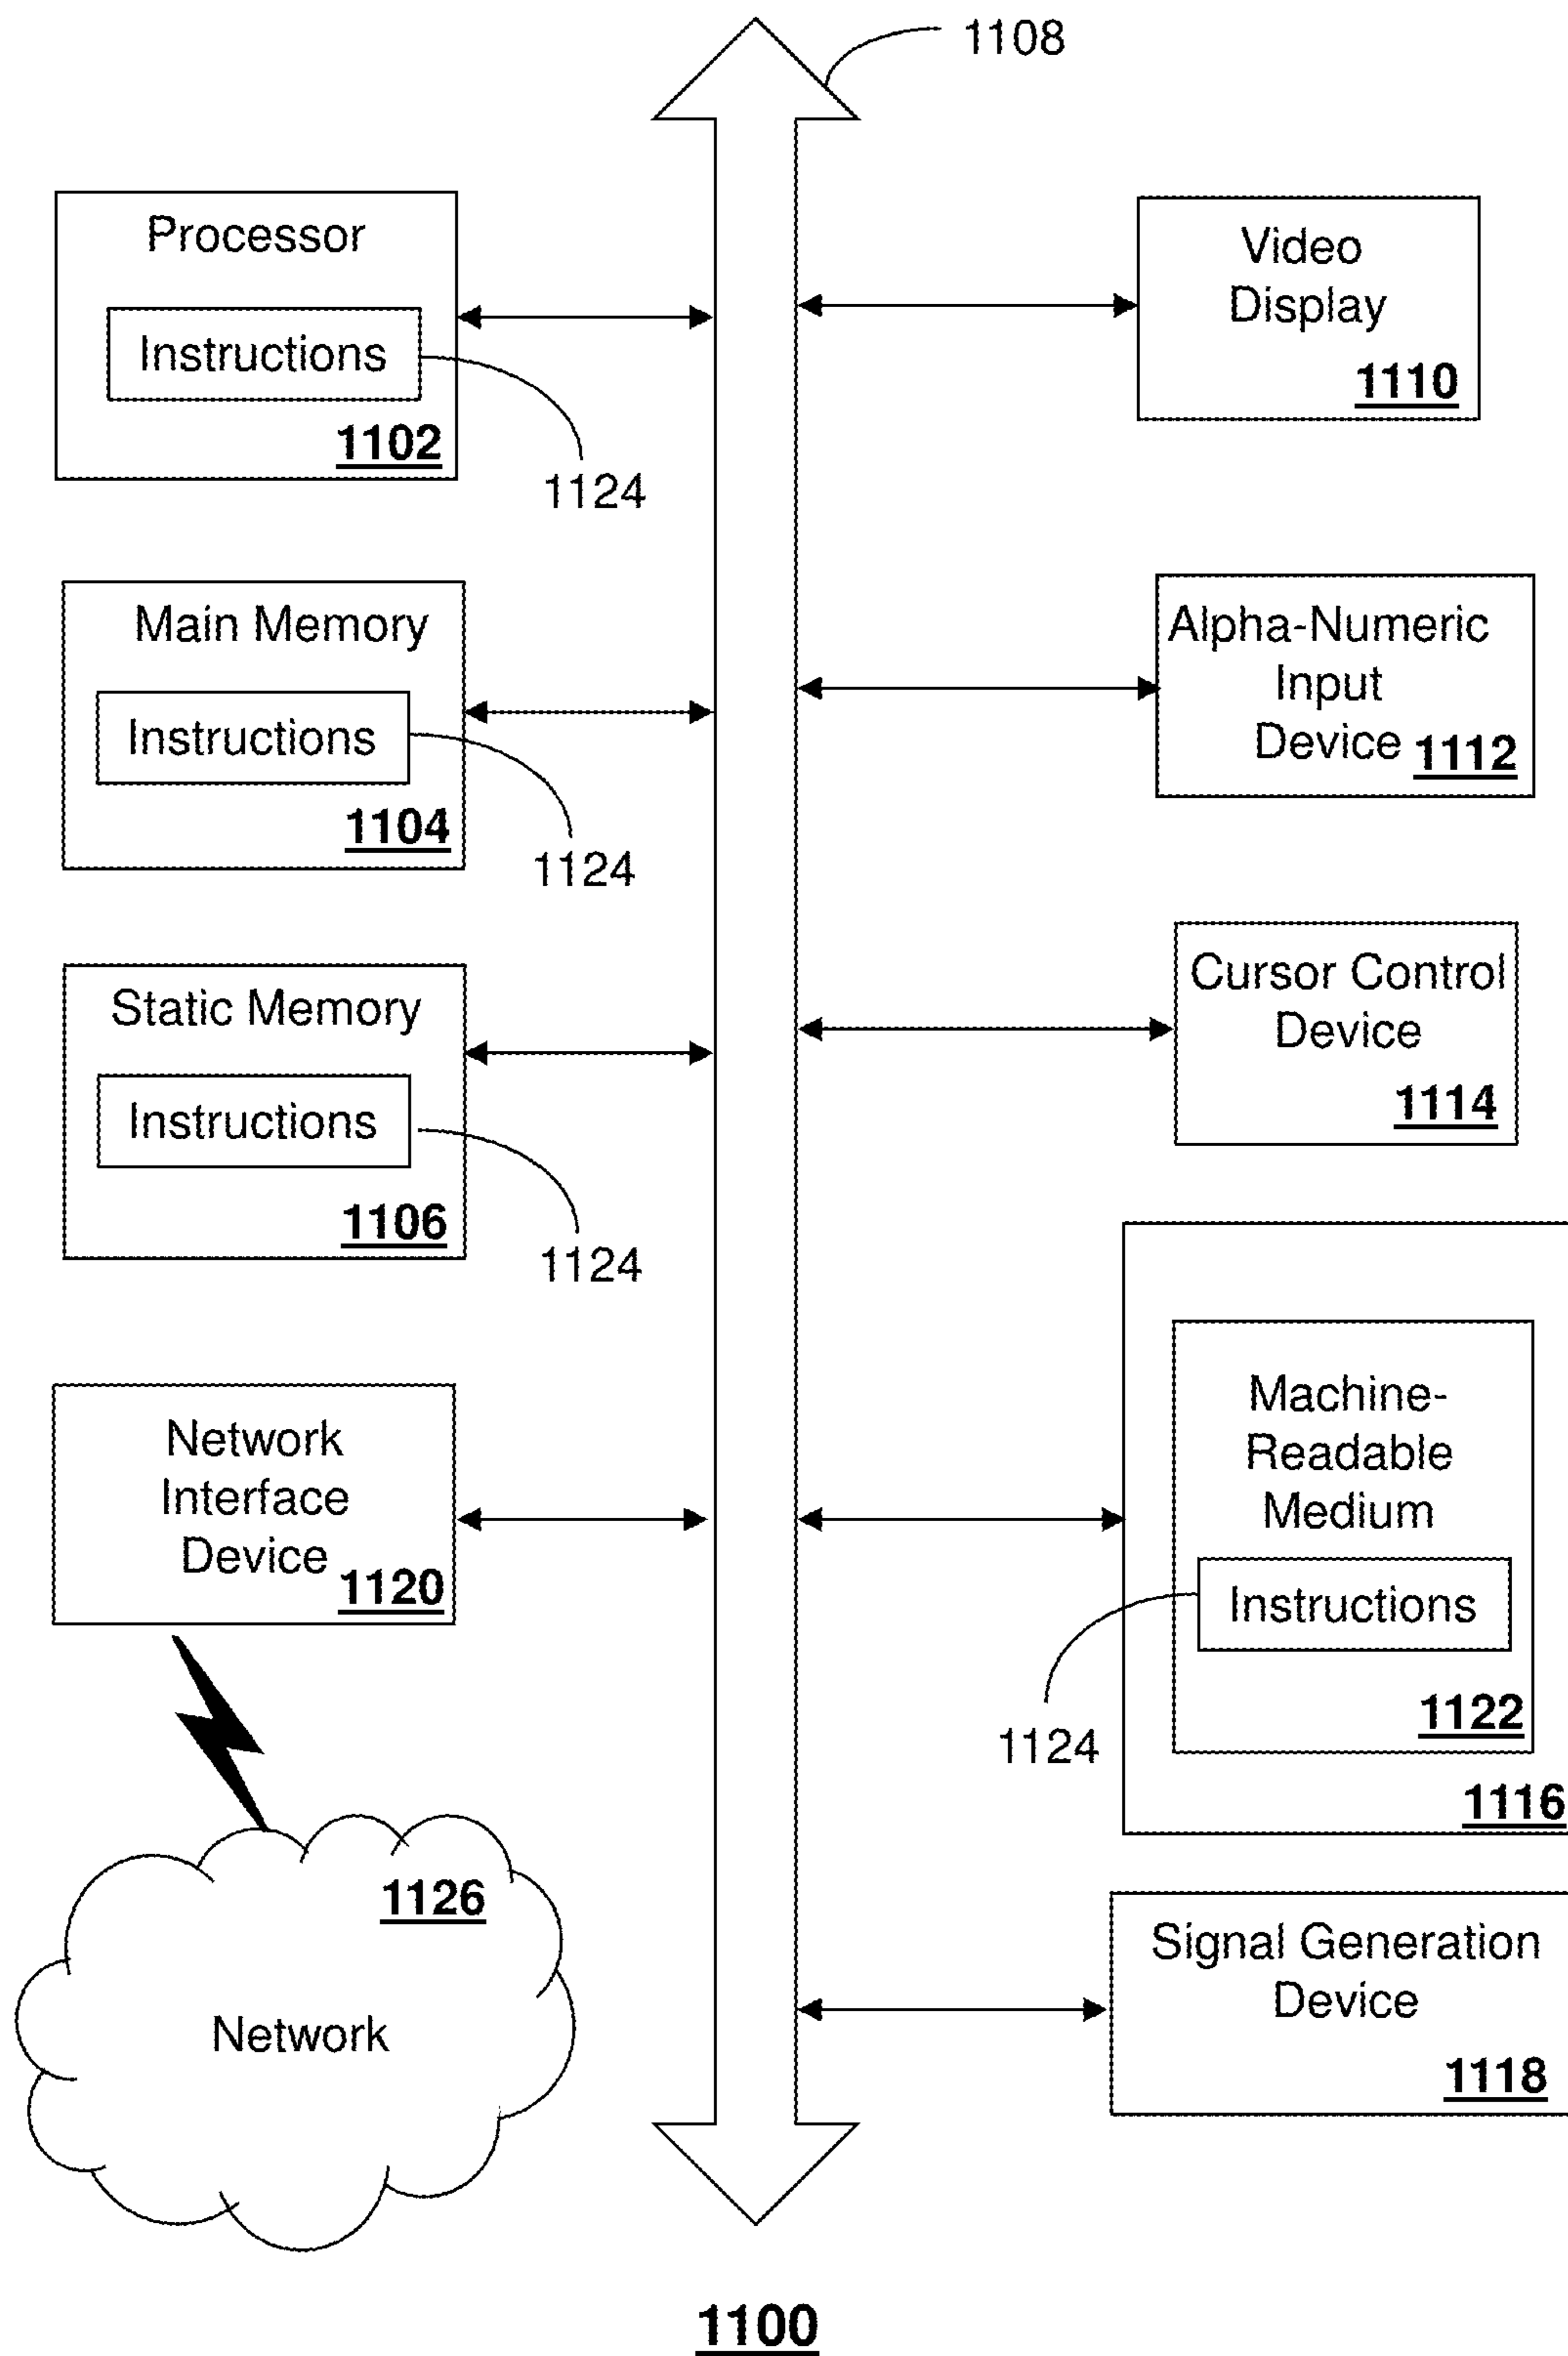 1108
Processor
Instructions
1102
1124
Main Memory
Instructions
1104
1124
Static Memory
Instructions
1106
1124
Network
Interface
Device
1120
1126
Network
Video
Display
1110
Alpha-Numeric
Input
Device 1112
Cursor Control
Device
1114
Machine-
Readable
Medium
Instructions
1124
1122
1116
Signal Generation
Device
1118
1100